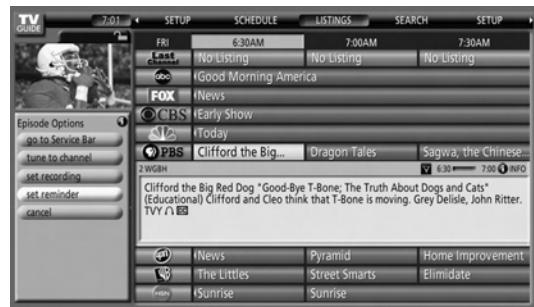 TV
GUIDE
7:01
SETUP SCHEDULE LISTINGS SEARCH SETUP
FRI 6:30AM 7:00AM 7:30AM
Last
Channel No Listing No Listing No Listing
abc Good Morning America
FOX News
CBS Early Show
Today
PBS Clifford the Big... Dragon Tales Sagwa, the Chinese...
Episode Options
go to Service Bar
tune to channel
set recording
set reminder
cancel
2 WGBH V 6:30 7:00 INFO
Clifford the Big Red Dog "Good-Bye T-Bone; The Truth About Dogs and Cats"
(Educational) Clifford and Cleo think that T-Bone is moving. Grey Delisle, John Ritter.
TVY
News Pyramid Home Improvement
WB The Littles Street Smarts Elimidate
Sunrise Sunrise